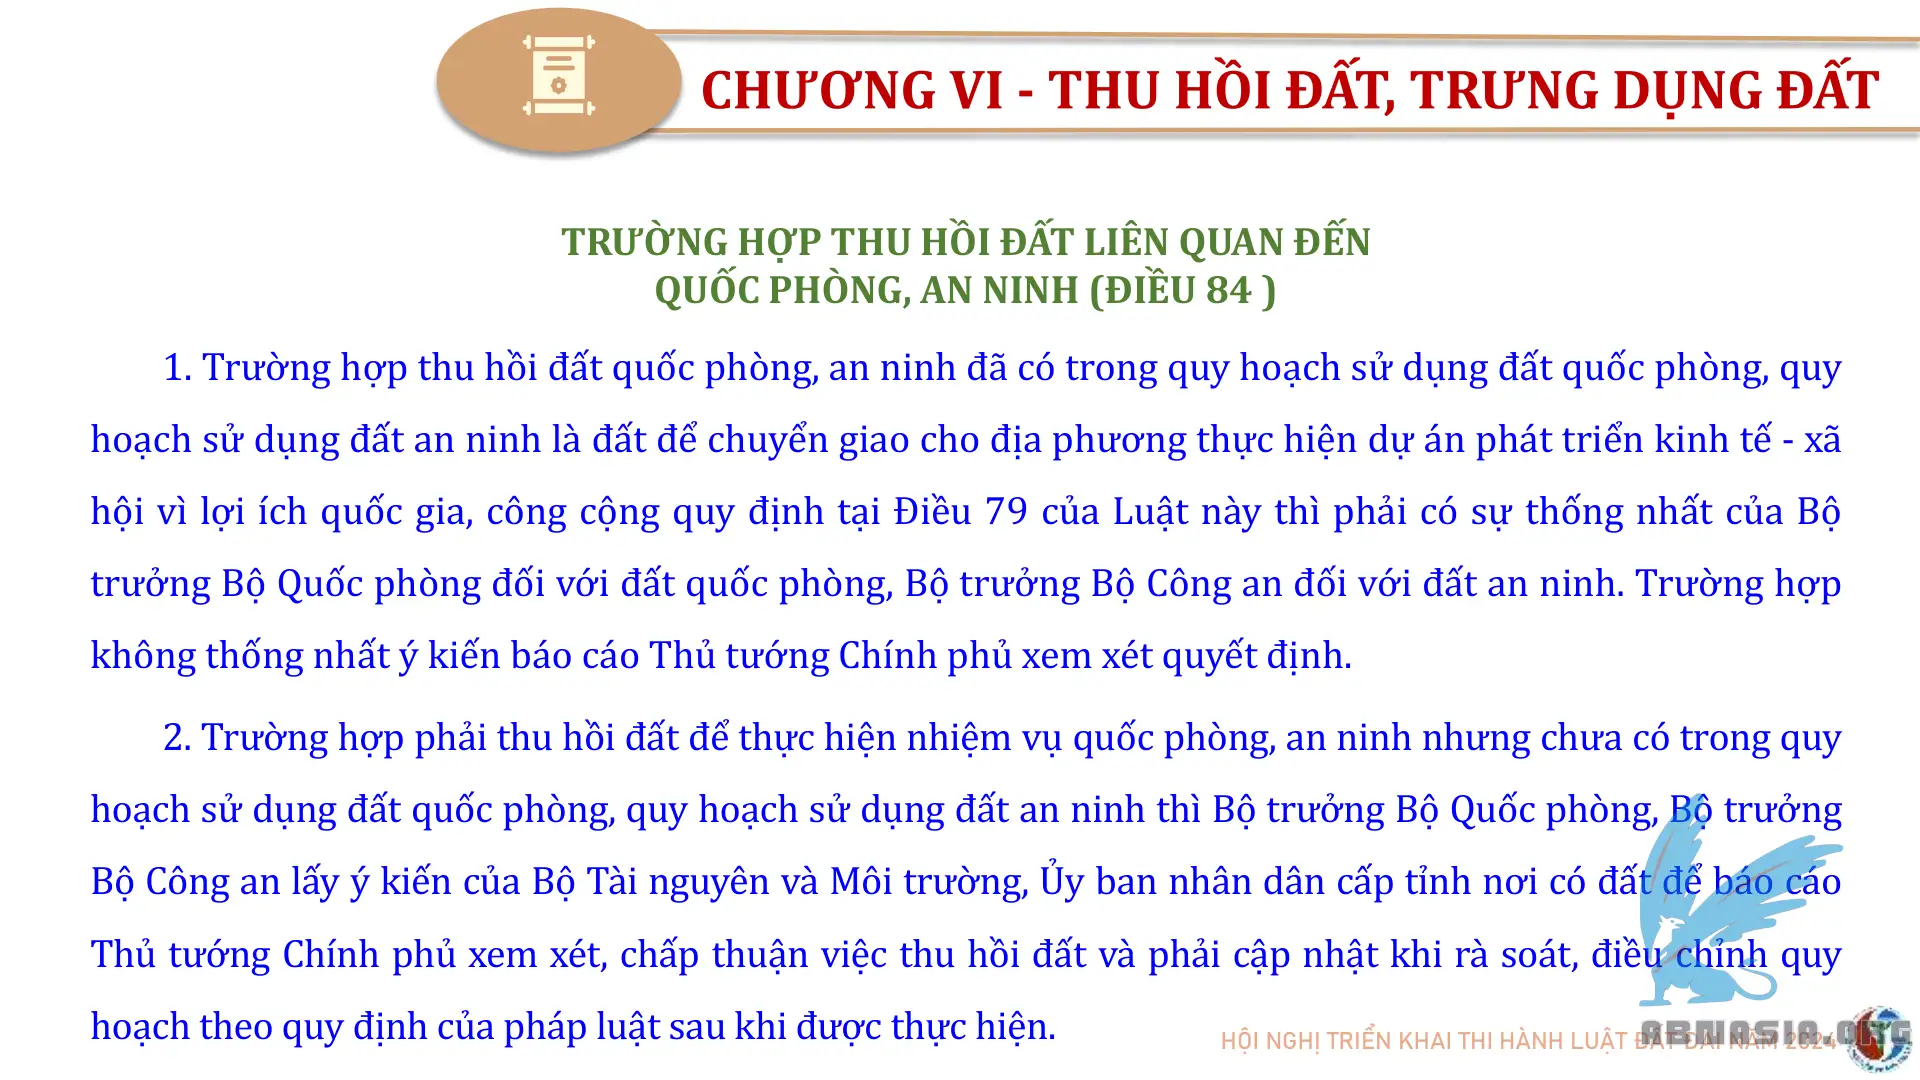 CHƯƠNG VI - THU HỒI ĐẤT, TRƯNG DỤNG ĐẤT
TRƯỜNG HỢP THU HỒI ĐẤT LIÊN QUAN ĐẾN
QUỐC PHÒNG, AN NINH (ĐIỀU 84 )
1. Trường hợp thu hồi đất quốc phòng, an ninh đã có trong quy hoạch sử dụng đất quốc phòng, quy
hoạch sử dụng đất an ninh là đất để chuyển giao cho địa phương thực hiện dự án phát triển kinh tế - xã
hội vì lợi ích quốc gia, công cộng quy định tại Điều 79 của Luật này thì phải có sự thống nhất của Bộ
trưởng Bộ Quốc phòng đối với đất quốc phòng, Bộ trưởng Bộ Công an đối với đất an ninh. Trường hợp
không thống nhất ý kiến báo cáo Thủ tướng Chính phủ xem xét quyết định.
2. Trường hợp phải thu hồi đất để thực hiện nhiệm vụ quốc phòng, an ninh nhưng chưa có trong quy
hoạch sử dụng đất quốc phòng, quy hoạch sử dụng đất an ninh thì Bộ trưởng Bộ Quốc phòng, Bộ trưởng
Bộ Công an lấy ý kiến của Bộ Tài nguyên và Môi trường, Ủy ban nhân dân cấp tỉnh nơi có đất để báo cáo
Thủ tướng Chính phủ xem xét, chấp thuận việc thu hồi đất và phải cập nhật khi rà soát, điều chỉnh quy
hoạch theo quy định của pháp luật sau khi được thực hiện.
HỘI NGHỊ TRIỂN KHAI THI HÀNH LUẬT ĐẤT ĐAI NĂM 2024
ABMASIA.ORG